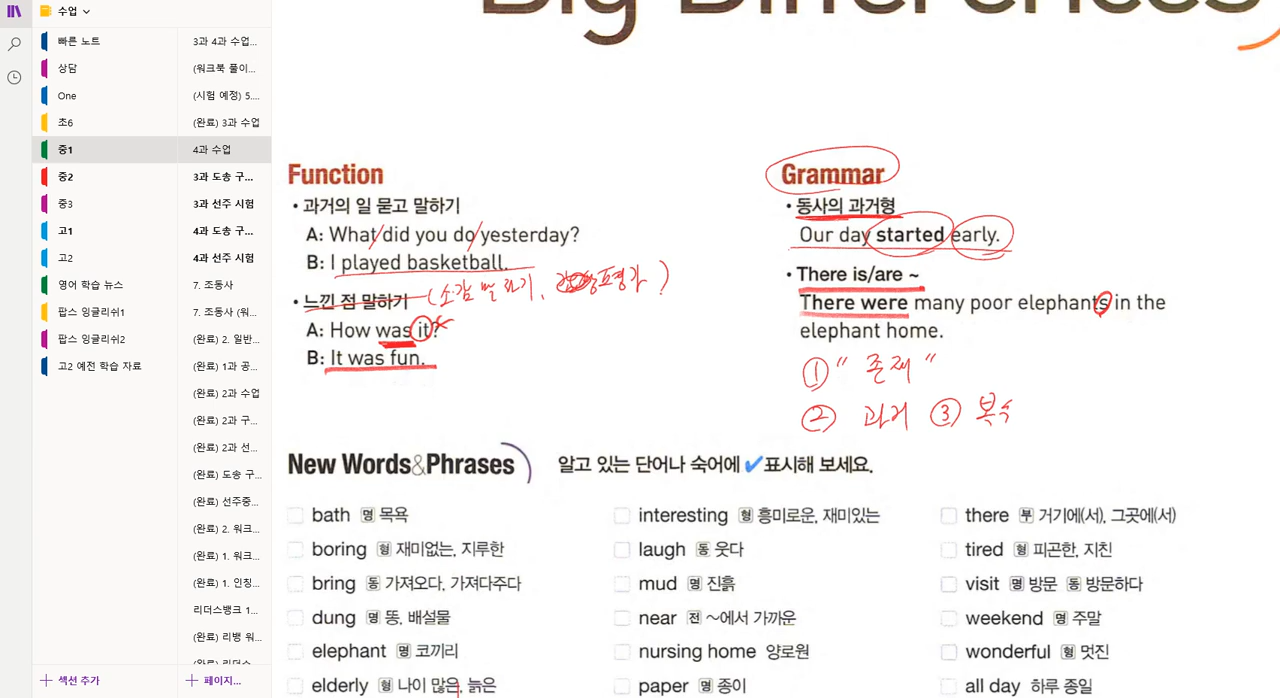 Big Differences
수업
빠른 노트
상담
One
초6
중1
중2
중3
고1
고2
영어 학습 뉴스
팝스 잉글리쉬1
팝스 잉글리쉬2
고2 예전 학습 자료
섹션 추가
3과 4과 수업...
(워크북 풀이...
(시험 예정) 5....
(완료) 3과 수업
4과 수업
3과 도송 구...
3과 선주 시험
4과 도송 구...
4과 선주 시험
7. 조동사
7. 조동사 (워...
(완료) 2. 일반...
(완료) 1과 공...
(완료) 2과 수업
(완료) 2과 구...
(완료) 2과 선...
(완료) 도송 구...
(완료) 선주중...
(완료) 2. 워크...
(완료) 1. 워크...
(완료) 1. 인칭...
리더스뱅크 1...
(완료) 리뱅 워...
(완료) 리더스...
페이지...
Function
• 과거의 일 묻고 말하기
A: What did you do yesterday?
B: I played basketball.
• 느낀 점 말하기 (소감 말하기,
A: How was it?
B: It was fun.
Grammar
• 동사의 과거형
Our day started early.
• There is/are ~
There were many poor elephants in the
elephant home.
① " 존재 "
② 과거 ③ 복수
New Words&Phrases 알고 있는 단어나 숙어에 ✔표시해 보세요.
bath 명 목욕
boring 형 재미없는, 지루한
bring 동 가져오다, 가져다주다
dung 명 똥, 배설물
elephant 명 코끼리
elderly 형 나이 많은, 늙은
interesting 형 흥미로운, 재미있는
laugh 동 웃다
mud 명 진흙
near 전 ~에서 가까운
nursing home 양로원
paper 명 종이
there 부 거기에(서), 그곳에(서)
tired 형 피곤한, 지친
visit 명 방문 동 방문하다
weekend 명 주말
wonderful 형 멋진
all day 하루 종일